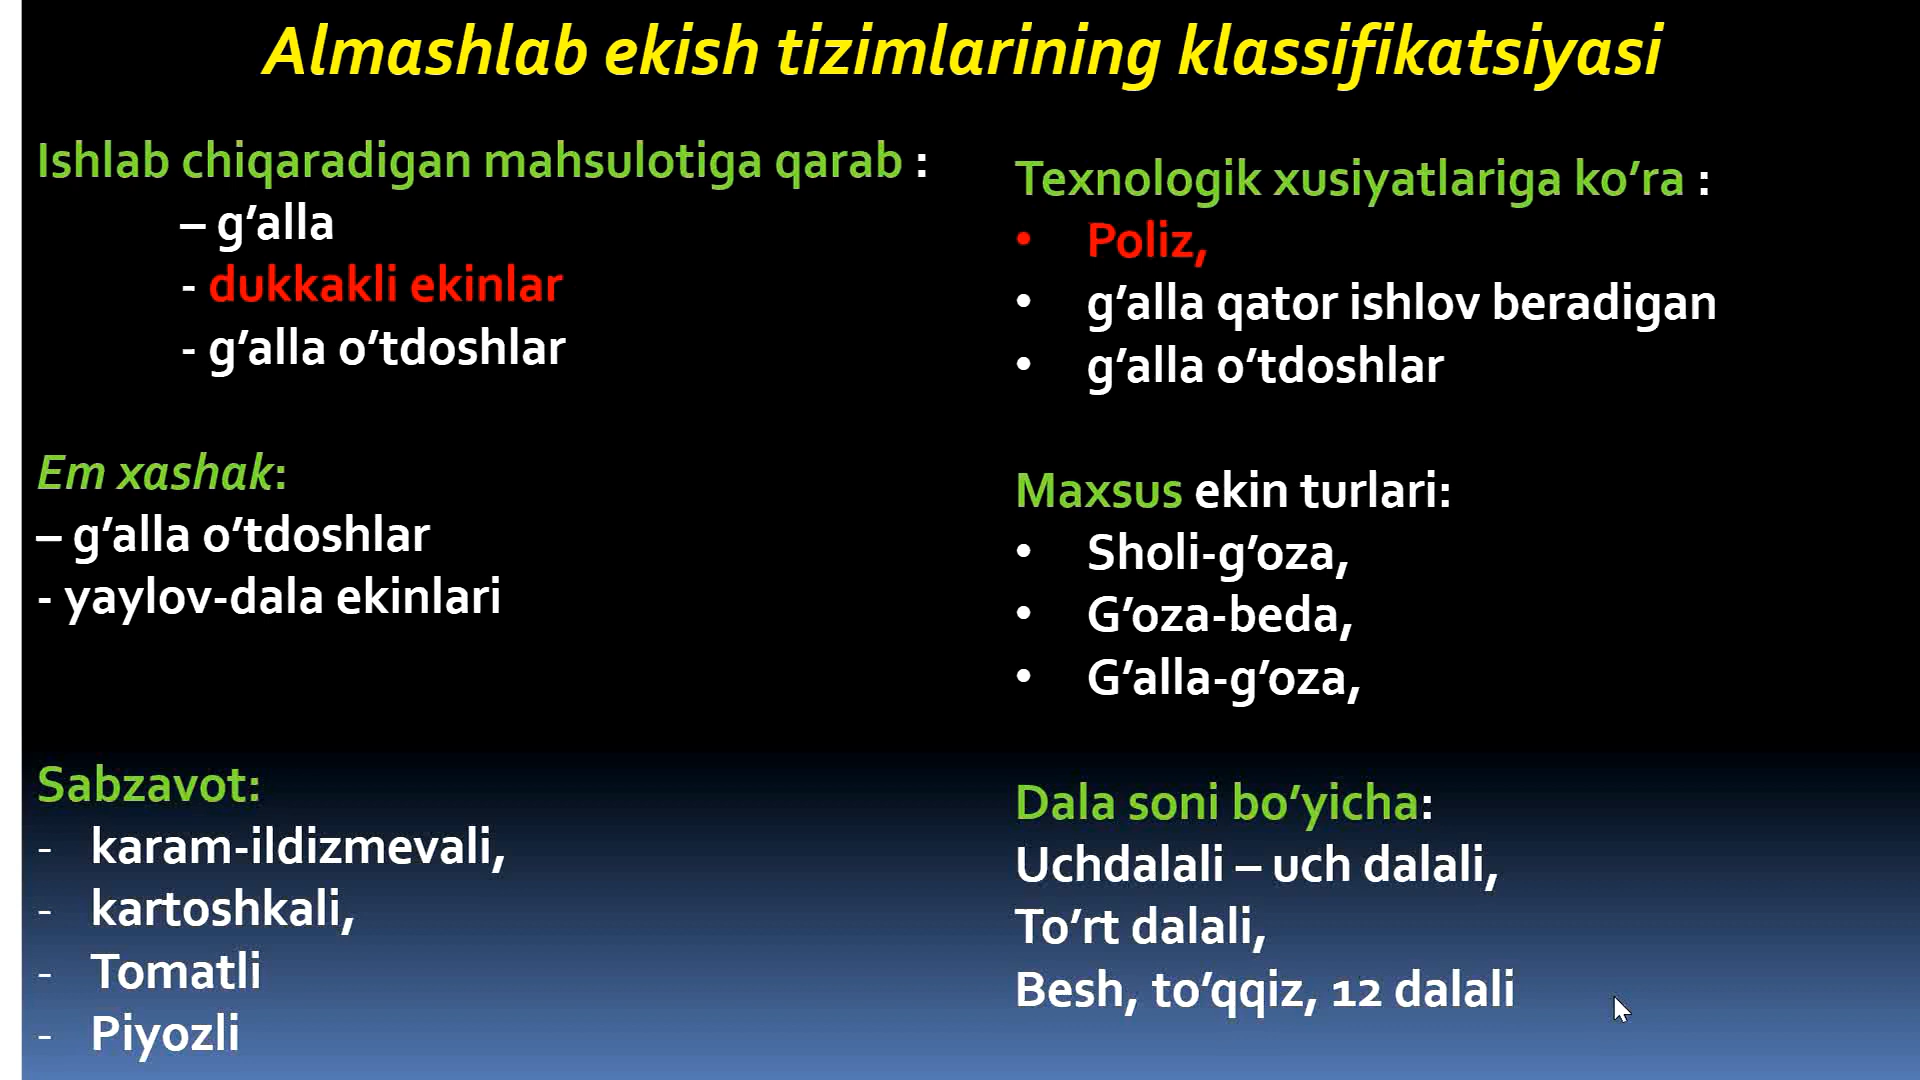 Almashlab ekish tizimlarining klassifikatsiyasi
Ishlab chiqaradigan mahsulotiga qarab :
– g’alla
- dukkakli ekinlar
- g’alla o’tdoshlar
Em xashak:
– g’alla o’tdoshlar
- yaylov-dala ekinlari
Sabzavot:
- karam-ildizmevali,
- kartoshkali,
- Tomatli
- Piyozli
Texnologik xusiyatlariga ko’ra :
• Poliz,
• g’alla qator ishlov beradigan
• g’alla o’tdoshlar
Maxsus ekin turlari:
• Sholi-g’oza,
• G’oza-beda,
• G’alla-g’oza,
Dala soni bo’yicha:
Uchdalali – uch dalali,
To’rt dalali,
Besh, to’qqiz, 12 dalali